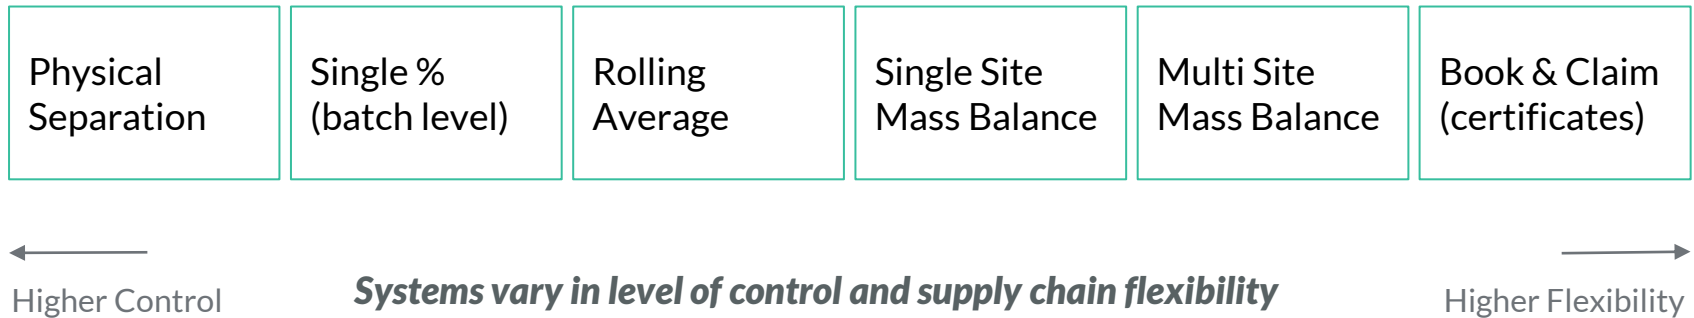 Physical
Separation
Single %
(batch level)
Rolling
Average
Single Site
Mass Balance
Multi Site
Mass Balance
Book & Claim
(certificates)
Higher Control
Systems vary in level of control and supply chain flexibility
Higher Flexibility